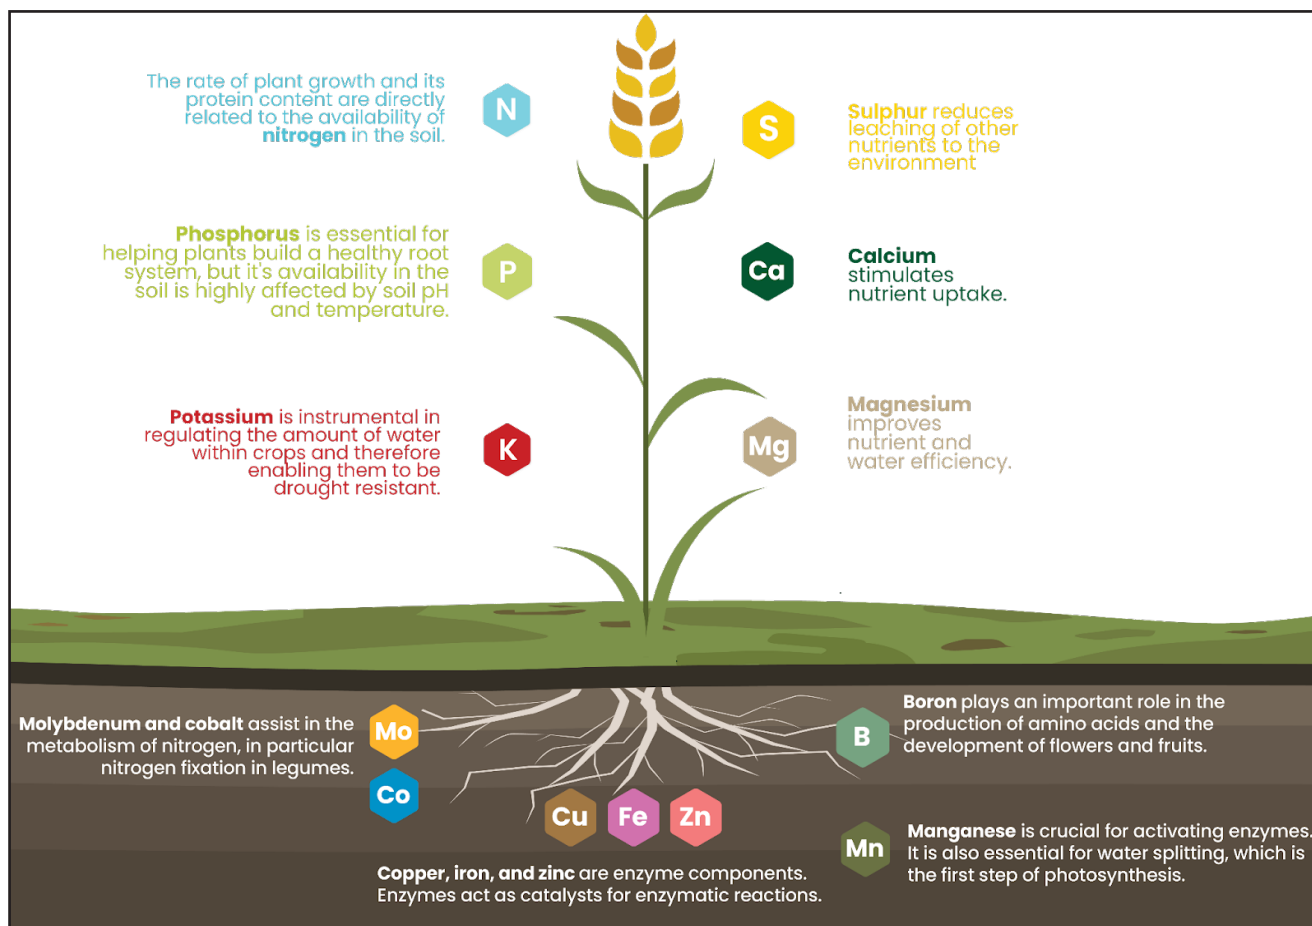 The rate of plant growth and its
protein content are directly
related to the availability of
nitrogen in the soil.
N
S
Sulphur reduces
leaching of other
nutrients to the
environment
Phosphorus is essential for
helping plants build a healthy root
system, but it's availability in the
soil is highly affected by soil pH
and temperature.
P
Ca
Calcium
stimulates
nutrient uptake.
Potassium is instrumental in
regulating the amount of water
within crops and therefore
enabling them to be
drought resistant.
K
Mg
Magnesium
improves
nutrient and
water efficiency.
Molybdenum and cobalt assist in the
metabolism of nitrogen, in particular
nitrogen fixation in legumes.
Mo
Co
B
Boron plays an important role in the
production of amino acids and the
development of flowers and fruits.
Cu Fe Zn
Copper, iron, and zinc are enzyme components.
Enzymes act as catalysts for enzymatic reactions.
Mn
Manganese is crucial for activating enzymes.
It is also essential for water splitting, which is
the first step of photosynthesis.